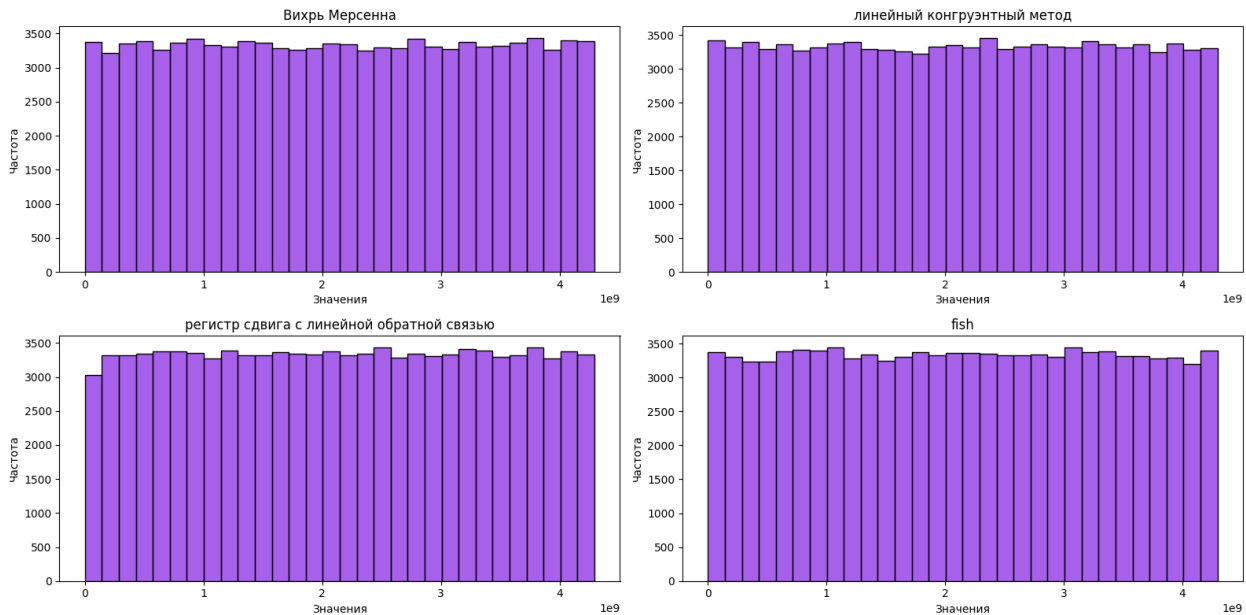 Вихрь Мерсенна
3500
3000
2500
2000
1500
1000
500
0
Частота
0 1 2 3 4
1e9
Значения
линейный конгруэнтный метод
3500
3000
2500
2000
1500
1000
500
0
Частота
0 1 2 3 4
1e9
Значения
регистр сдвига с линейной обратной связью
3500
3000
2500
2000
1500
1000
500
0
Частота
0 1 2 3 4
1e9
Значения
fish
3500
3000
2500
2000
1500
1000
500
0
Частота
0 1 2 3 4
1e9
Значения